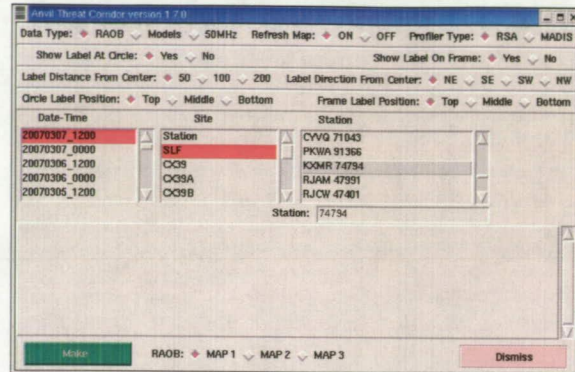 Anvil Threat Corridor version 1.7.0
Data Type: RAOB Models 50MHz Refresh Map: ON OFF Profiler Type: RSA MADIS
Show Label At Circle: Yes No Show Label On Frame: Yes No
Label Distance From Center: 50 100 200 Label Direction From Center: NE SE SW NW
Circle Label Position: Top Middle Bottom Frame Label Position: Top Middle Bottom
Date-Time Site Station
20070307_1200 Station CYVQ 71043
20070307_0000 SLF PKWA 91366
20070306_1200 CX39 KXMR 74794
20070306_0000 CX39A RJAM 47991
20070305_1200 CX39B RJCW 47401
Station: 74794
Make RAOB: MAP 1 MAP 2 MAP 3 Dismiss